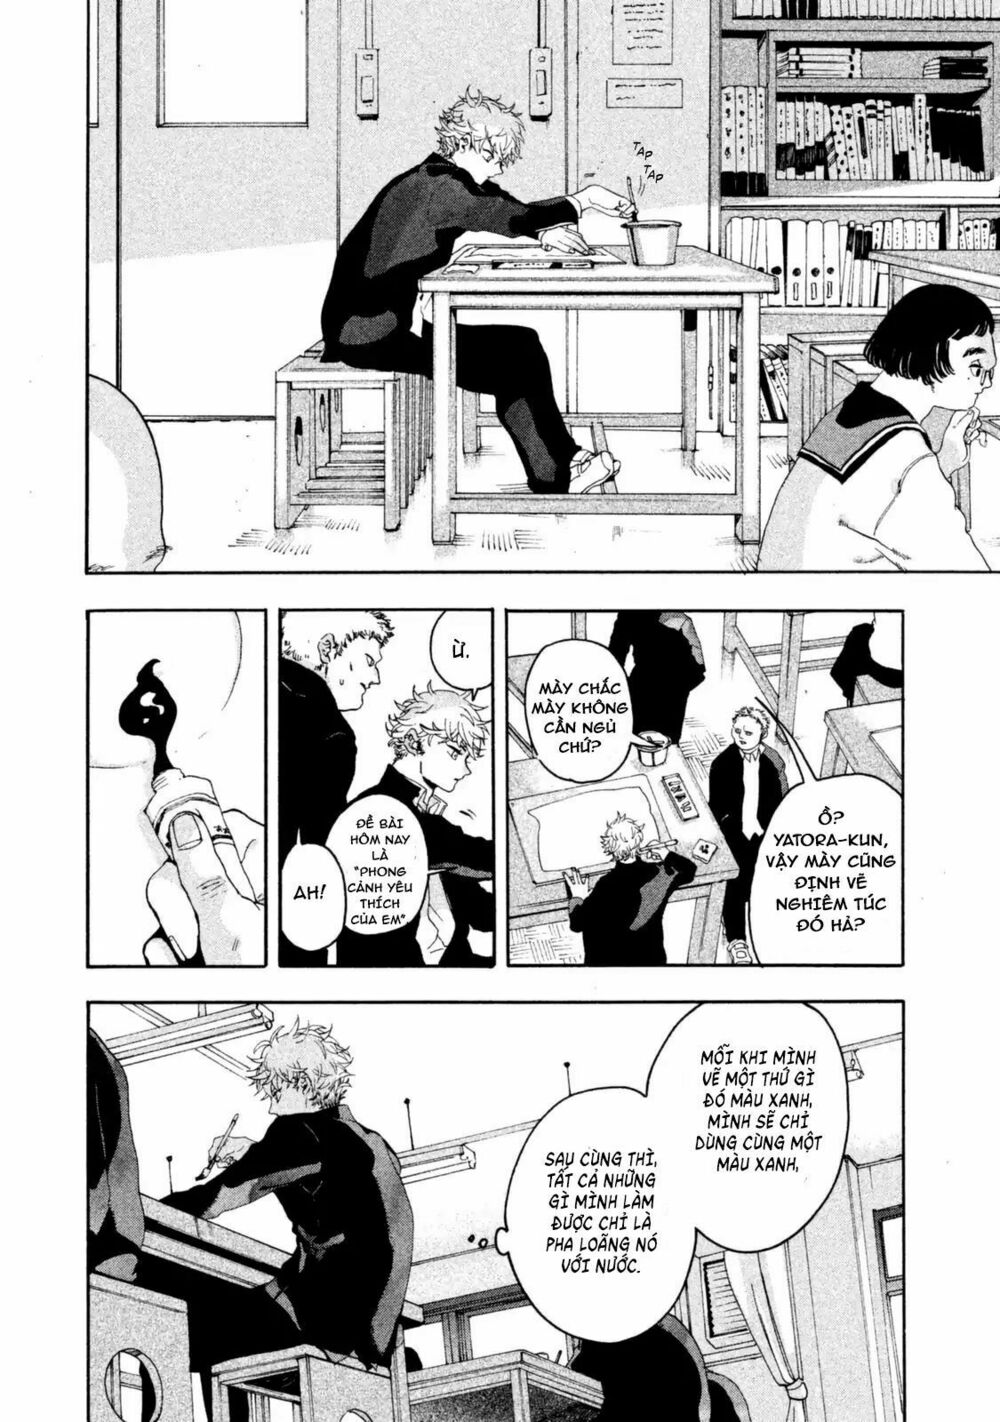 TAP
TAP
Ồ?
YATORA-KUN,
VẬY MÀY CŨNG
ĐỊNH VẼ
NGHIÊM TÚC
ĐÓ HẢ?
MÀY CHẮC
MÀY KHÔNG
CẦN NGỦ
CHỨ?
Ừ.
ĐỀ BÀI
HÔM NAY
LÀ
"PHONG
CẢNH YÊU
THÍCH
CỦA EM".
AH!
MỖI KHI MÌNH
VẼ MỘT THỨ GÌ
ĐÓ MÀU XANH,
MÌNH SẼ CHỈ
DÙNG CÙNG MỘT
MÀU XANH,
SAU CÙNG THÌ,
TẤT CẢ NHỮNG
GÌ MÌNH LÀM
ĐƯỢC CHỈ LÀ
PHA LOÃNG NÓ
VỚI NƯỚC.